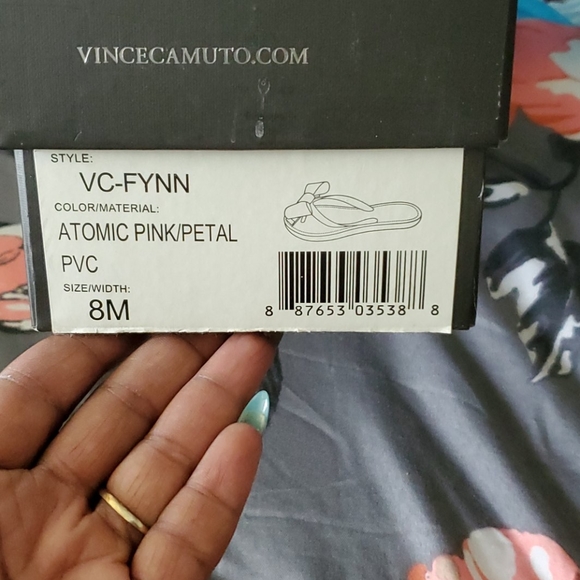 VINCECAMUTO.COM
STYLE:
VC-FYNN
COLOR/MATERIAL:
ATOMIC PINK/PETAL
PVC
SIZE/WIDTH:
8M
8 87653 03538 8